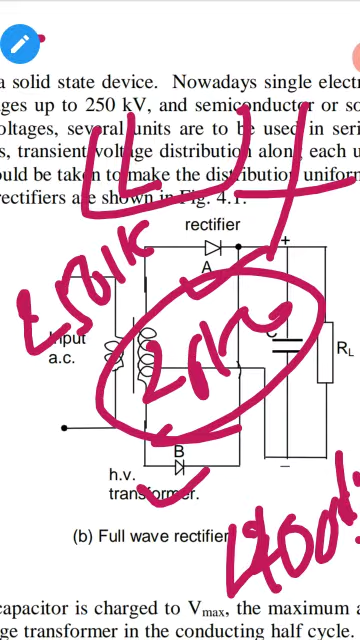 a solid state device. Nowadays single electr
ges up to 250 kV, and semiconductor or so
oltages, several units are to be used in seri
s, transient voltage distribution along each u
ould be taken to make the distribution uniform
rectifiers are shown in Fig. 4.1.
rectifier
A
+
C
Input
a.c.
RL
B
h.v.
transformer.
−
(b) Full wave rectifier
capacitor is charged to Vmax, the maximum a
ge transformer in the conducting half cycle.